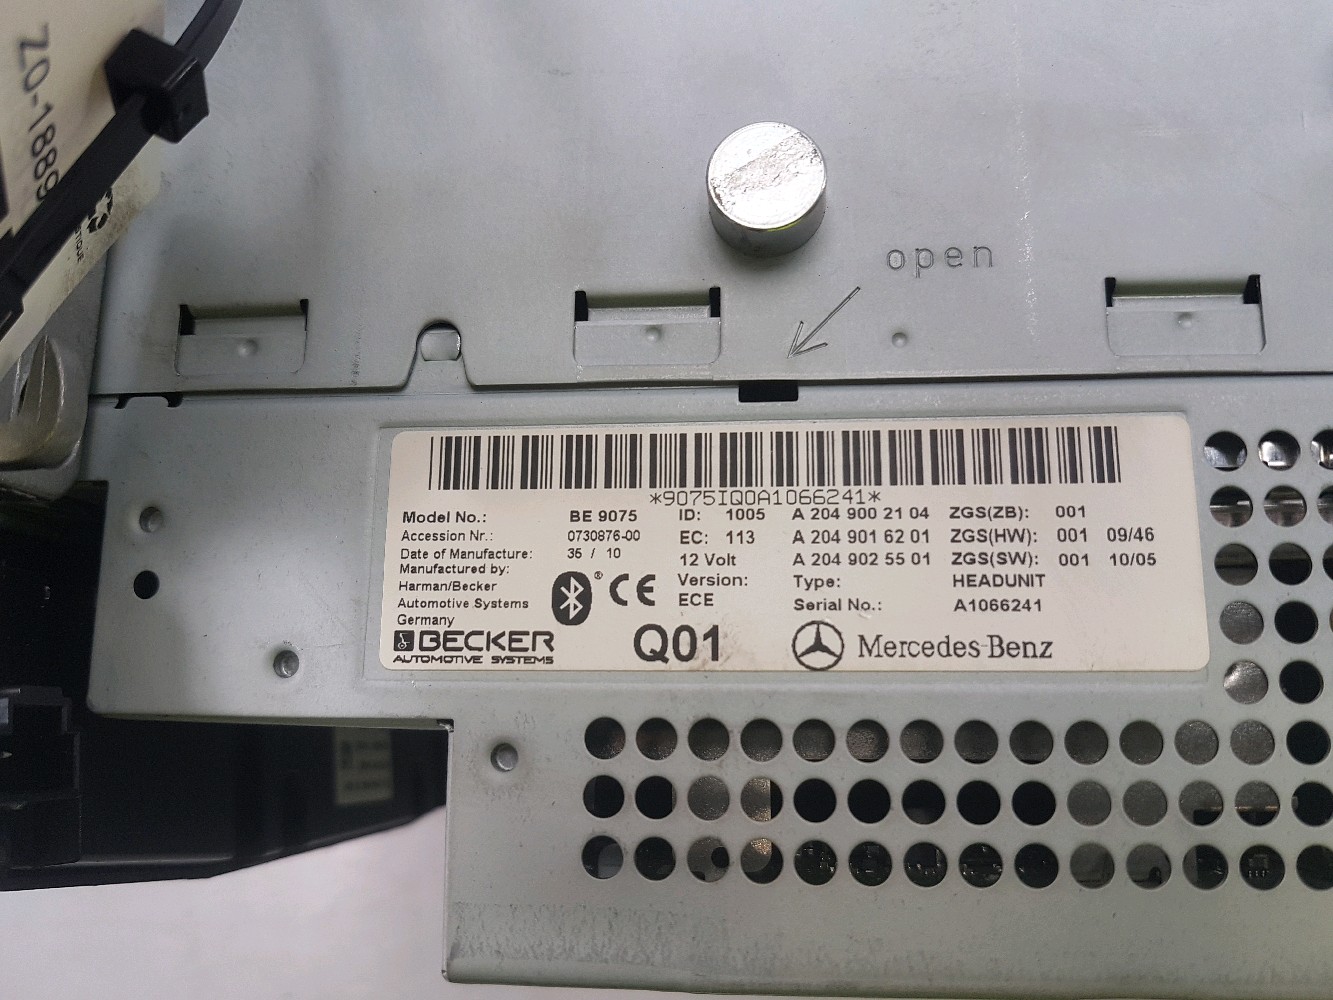 Z0-1889
open
*9075IQ0A1066241*
Model No.: BE 9075 ID: 1005 A 204 900 21 04 ZGS(ZB): 001
Accession Nr.: 0730876-00 EC: 113 A 204 901 62 01 ZGS(HW): 001 09/46
Date of Manufacture: 35 / 10 12 Volt A 204 902 55 01 ZGS(SW): 001 10/05
Manufactured by: Version: Type: HEADUNIT
Harman/Becker ® CE ECE Serial No.: A1066241
Automotive Systems
Germany
BECKER Q01 Mercedes-Benz
AUTOMOTIVE SYSTEMS